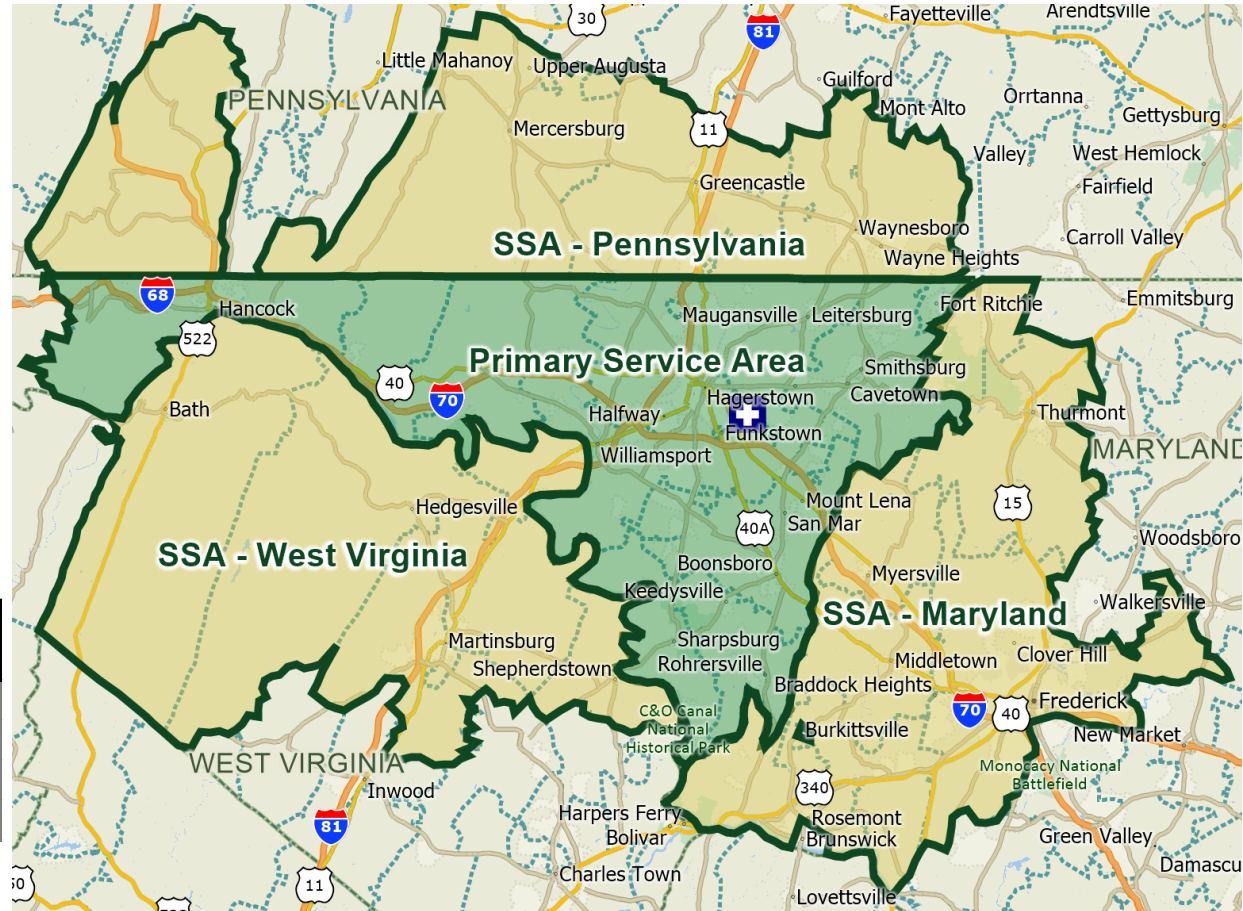 30
Fayetteville
Arendtsville
81
Little Mahanoy
Upper Augusta
Guilford
PENNSYLVANIA
Mont Alto
Orrtanna
Gettysburg
Mercersburg
11
Valley
West Hemlock
Greencastle
Fairfield
Waynesboro
Carroll Valley
SSA - Pennsylvania
Wayne Heights
68
Hancock
Fort Ritchie
Emmitsburg
Maugansville
Leitersburg
522
Primary Service Area
Smithsburg
40
70
Hagerstown
Cavetown
Bath
Halfway
Thurmont
Funkstown
MARYLAND
Williamsport
Hedgesville
Mount Lena
15
San Mar
40A
Woodsboro
SSA - West Virginia
Boonsboro
Myersville
Keedysville
Walkersville
SSA - Maryland
Martinsburg
Sharpsburg
Clover Hill
Shepherdstown
Rohrersville
Middletown
Braddock Heights
Frederick
C&O Canal
National
Historical Park
70
40
Burkittsville
New Market
WEST VIRGINIA
Monocacy National
Battlefield
Inwood
340
Harpers Ferry
Rosemont
81
Bolivar
Brunswick
Green Valley
Damascu
Charles Town
11
Lovettsville